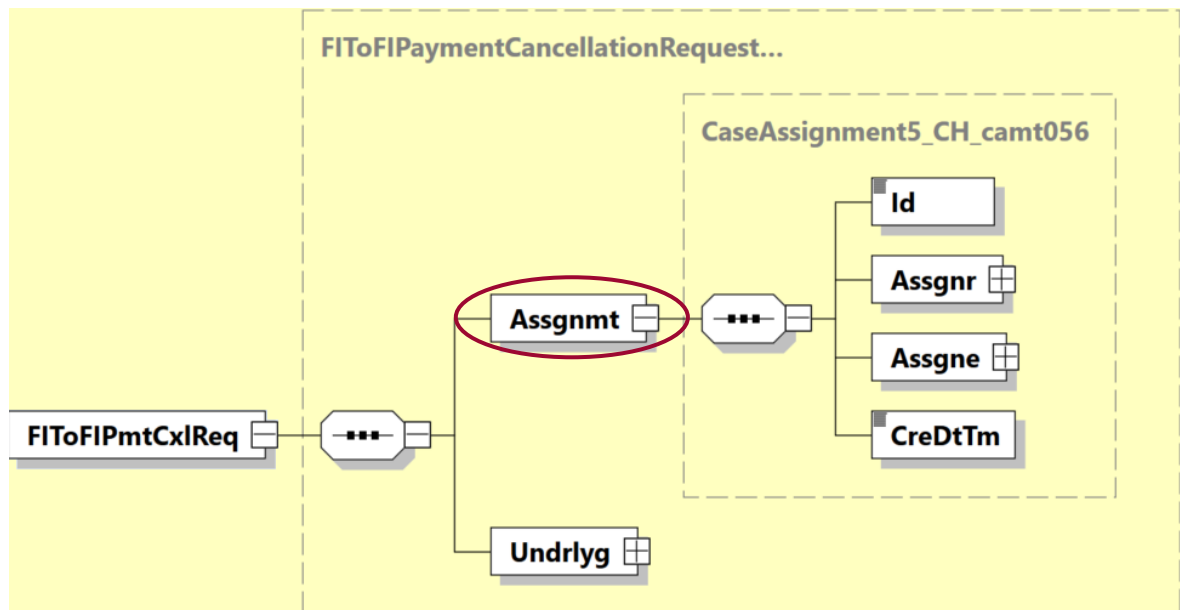 FIToFIPaymentCancellationRequest...
CaseAssignment5_CH_camt056
Id
Assgnr
Assgnmt
Assgne
CreDtTm
FIToFIPmtCxlReq
Undrlyg